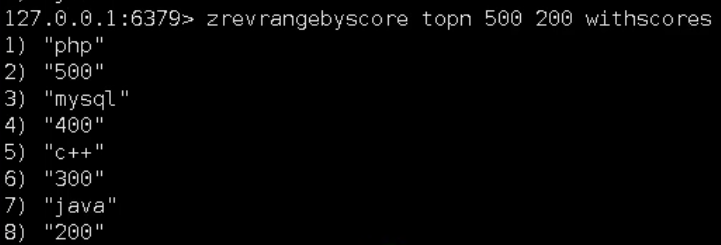 127.0.0.1:6379> zrevrangebyscore topn 500 200 withscores
1) "php"
2) "500"
3) "mysql"
4) "400"
5) "c++"
6) "300"
7) "java"
8) "200"